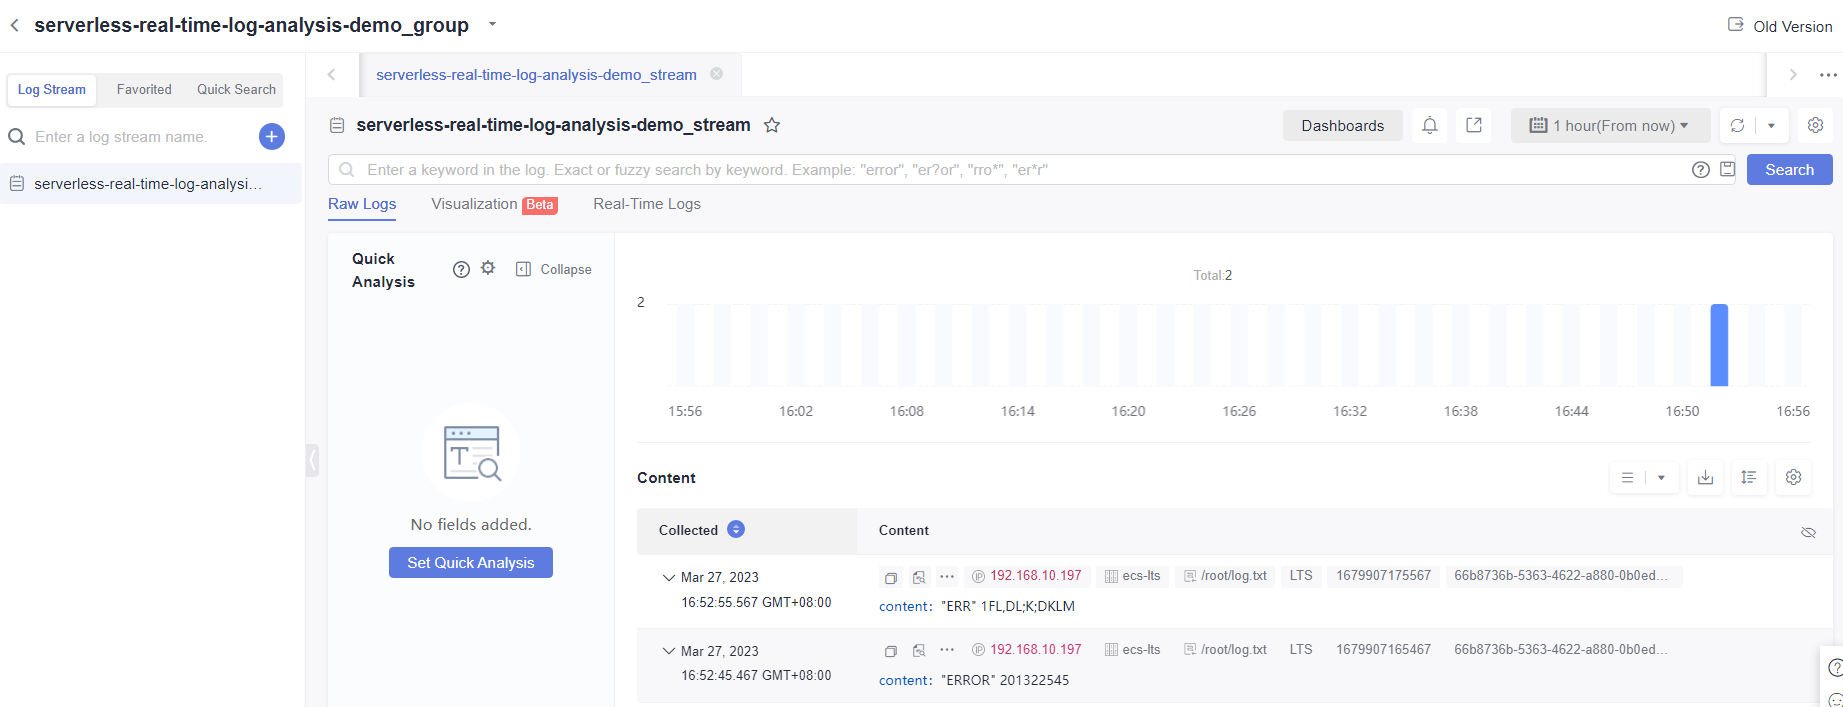 serverless-real-time-log-analysis-demo_group
Old Version
Log Stream Favorited Quick Search
serverless-real-time-log-analysis-demo_stream
Enter a log stream name.
serverless-real-time-log-analysi...
serverless-real-time-log-analysis-demo_stream
Dashboards 1 hour(From now)
Enter a keyword in the log. Exact or fuzzy search by keyword. Example: "error", "er?or", "rro*", "er*r"
Search
Raw Logs Visualization Beta Real-Time Logs
Quick
Analysis
Collapse
Total:2
2
15:56 16:02 16:08 16:14 16:20 16:26 16:32 16:38 16:44 16:50 16:56
No fields added.
Set Quick Analysis
Content
Collected Content
Mar 27, 2023 192.168.10.197 ecs-lts /root/log.txt LTS 1679907175567 66b8736b-5363-4622-a880-0b0ed...
16:52:55.567 GMT+08:00
content: "ERR" 1FL,DL;K;DKLM
Mar 27, 2023 192.168.10.197 ecs-lts /root/log.txt LTS 1679907165467 66b8736b-5363-4622-a880-0b0ed...
16:52:45.467 GMT+08:00
content: "ERROR" 201322545